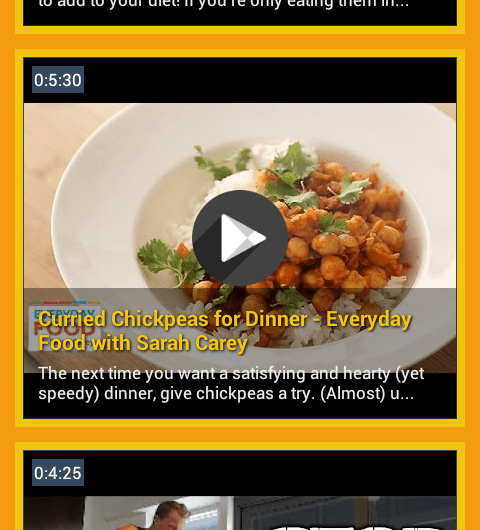 to add to your diet! If you're only eating them in...
0:5:30
EVERYDAY
FOOD
Curried Chickpeas for Dinner - Everyday
Food with Sarah Carey
The next time you want a satisfying and hearty (yet
speedy) dinner, give chickpeas a try. (Almost) u...
0:4:25